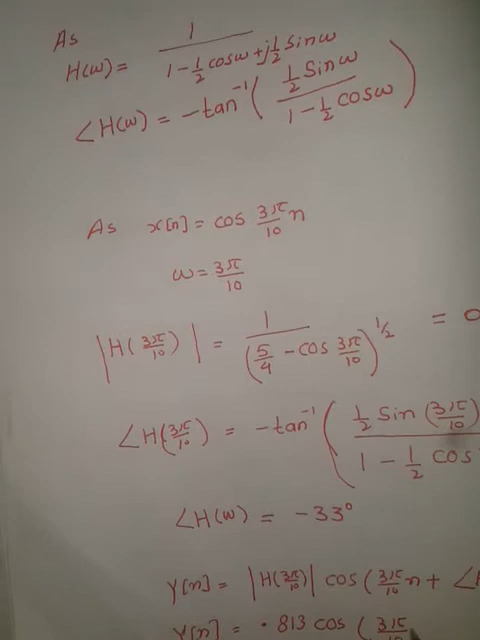 As
H(ω) = 1 / (1 - 1/2 cosω + j 1/2 Sinω)
∠H(ω) = -tan⁻¹ ( 1/2 Sinω / (1 - 1/2 cosω) )
As x[n] = cos 3π/10 n
ω = 3π/10
|H(3π/10)| = 1 / (5/4 - cos 3π/10)^1/2 = 0
∠H(3π/10) = -tan⁻¹ ( 1/2 Sin (3π/10) / (1 - 1/2 cos
∠H(ω) = -33°
Y[n] = |H(3π/10)| cos (3π/10 n + ∠
Y[n] = .813 cos ( 3π